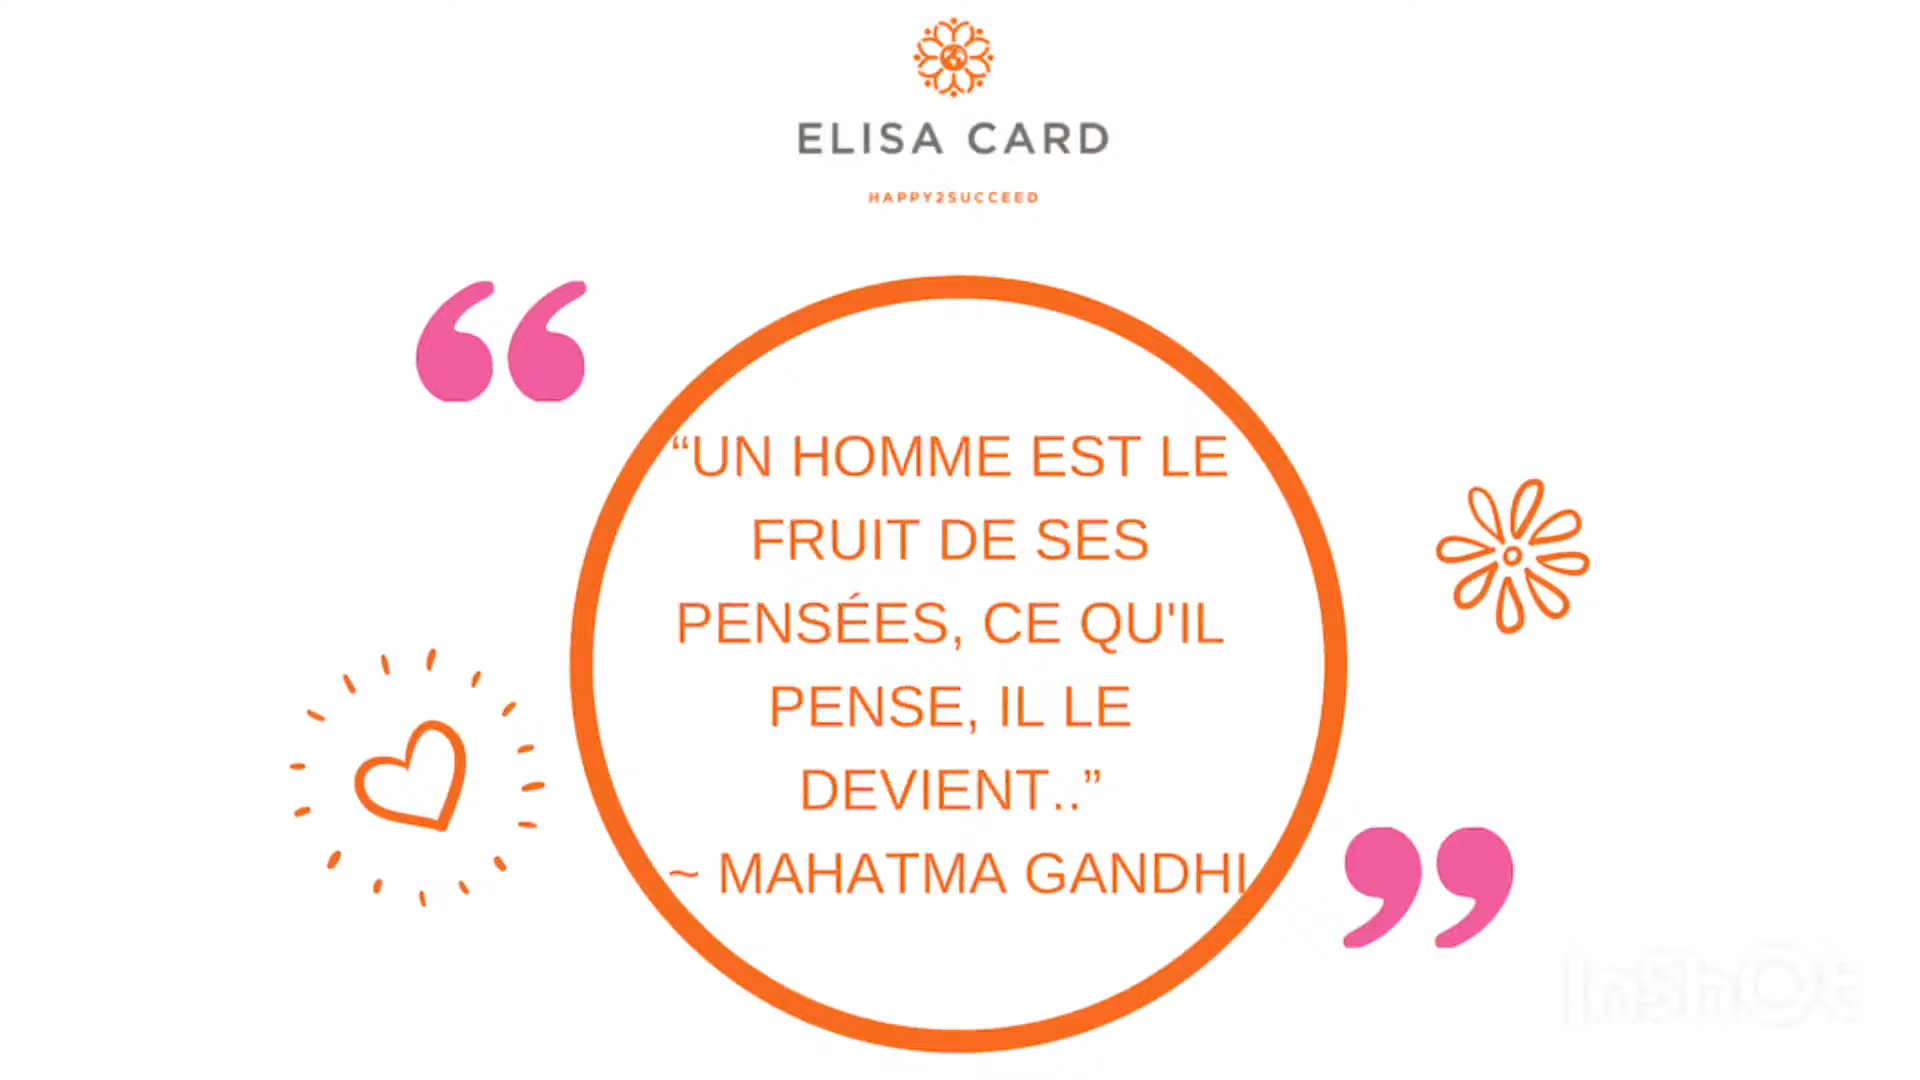 ELISA CARD
HAPPY2SUCCEED
“UN HOMME EST LE
FRUIT DE SES
PENSÉES, CE QU'IL
PENSE, IL LE
DEVIENT..”
~ MAHATMA GANDHI
InShOt